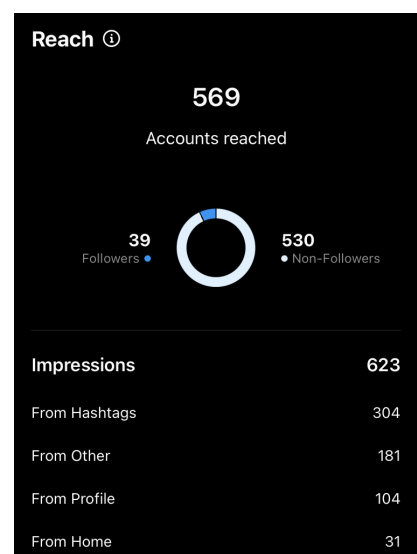 Reach
569
Accounts reached
39 530
Followers Non-Followers
Impressions 623
From Hashtags 304
From Other 181
From Profile 104
From Home 31